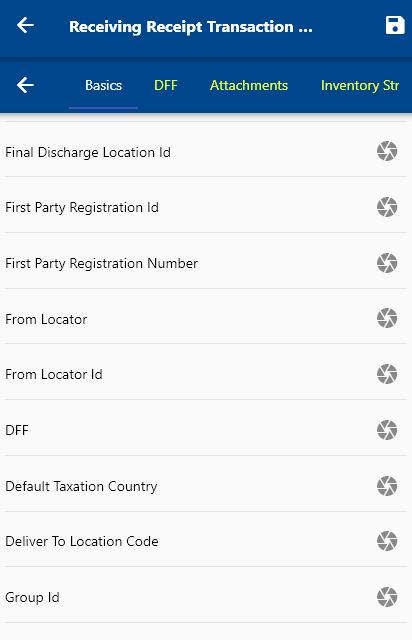 Receiving Receipt Transaction ...
Basics DFF Attachments Inventory Str
Final Discharge Location Id
First Party Registration Id
First Party Registration Number
From Locator
From Locator Id
DFF
Default Taxation Country
Deliver To Location Code
Group Id